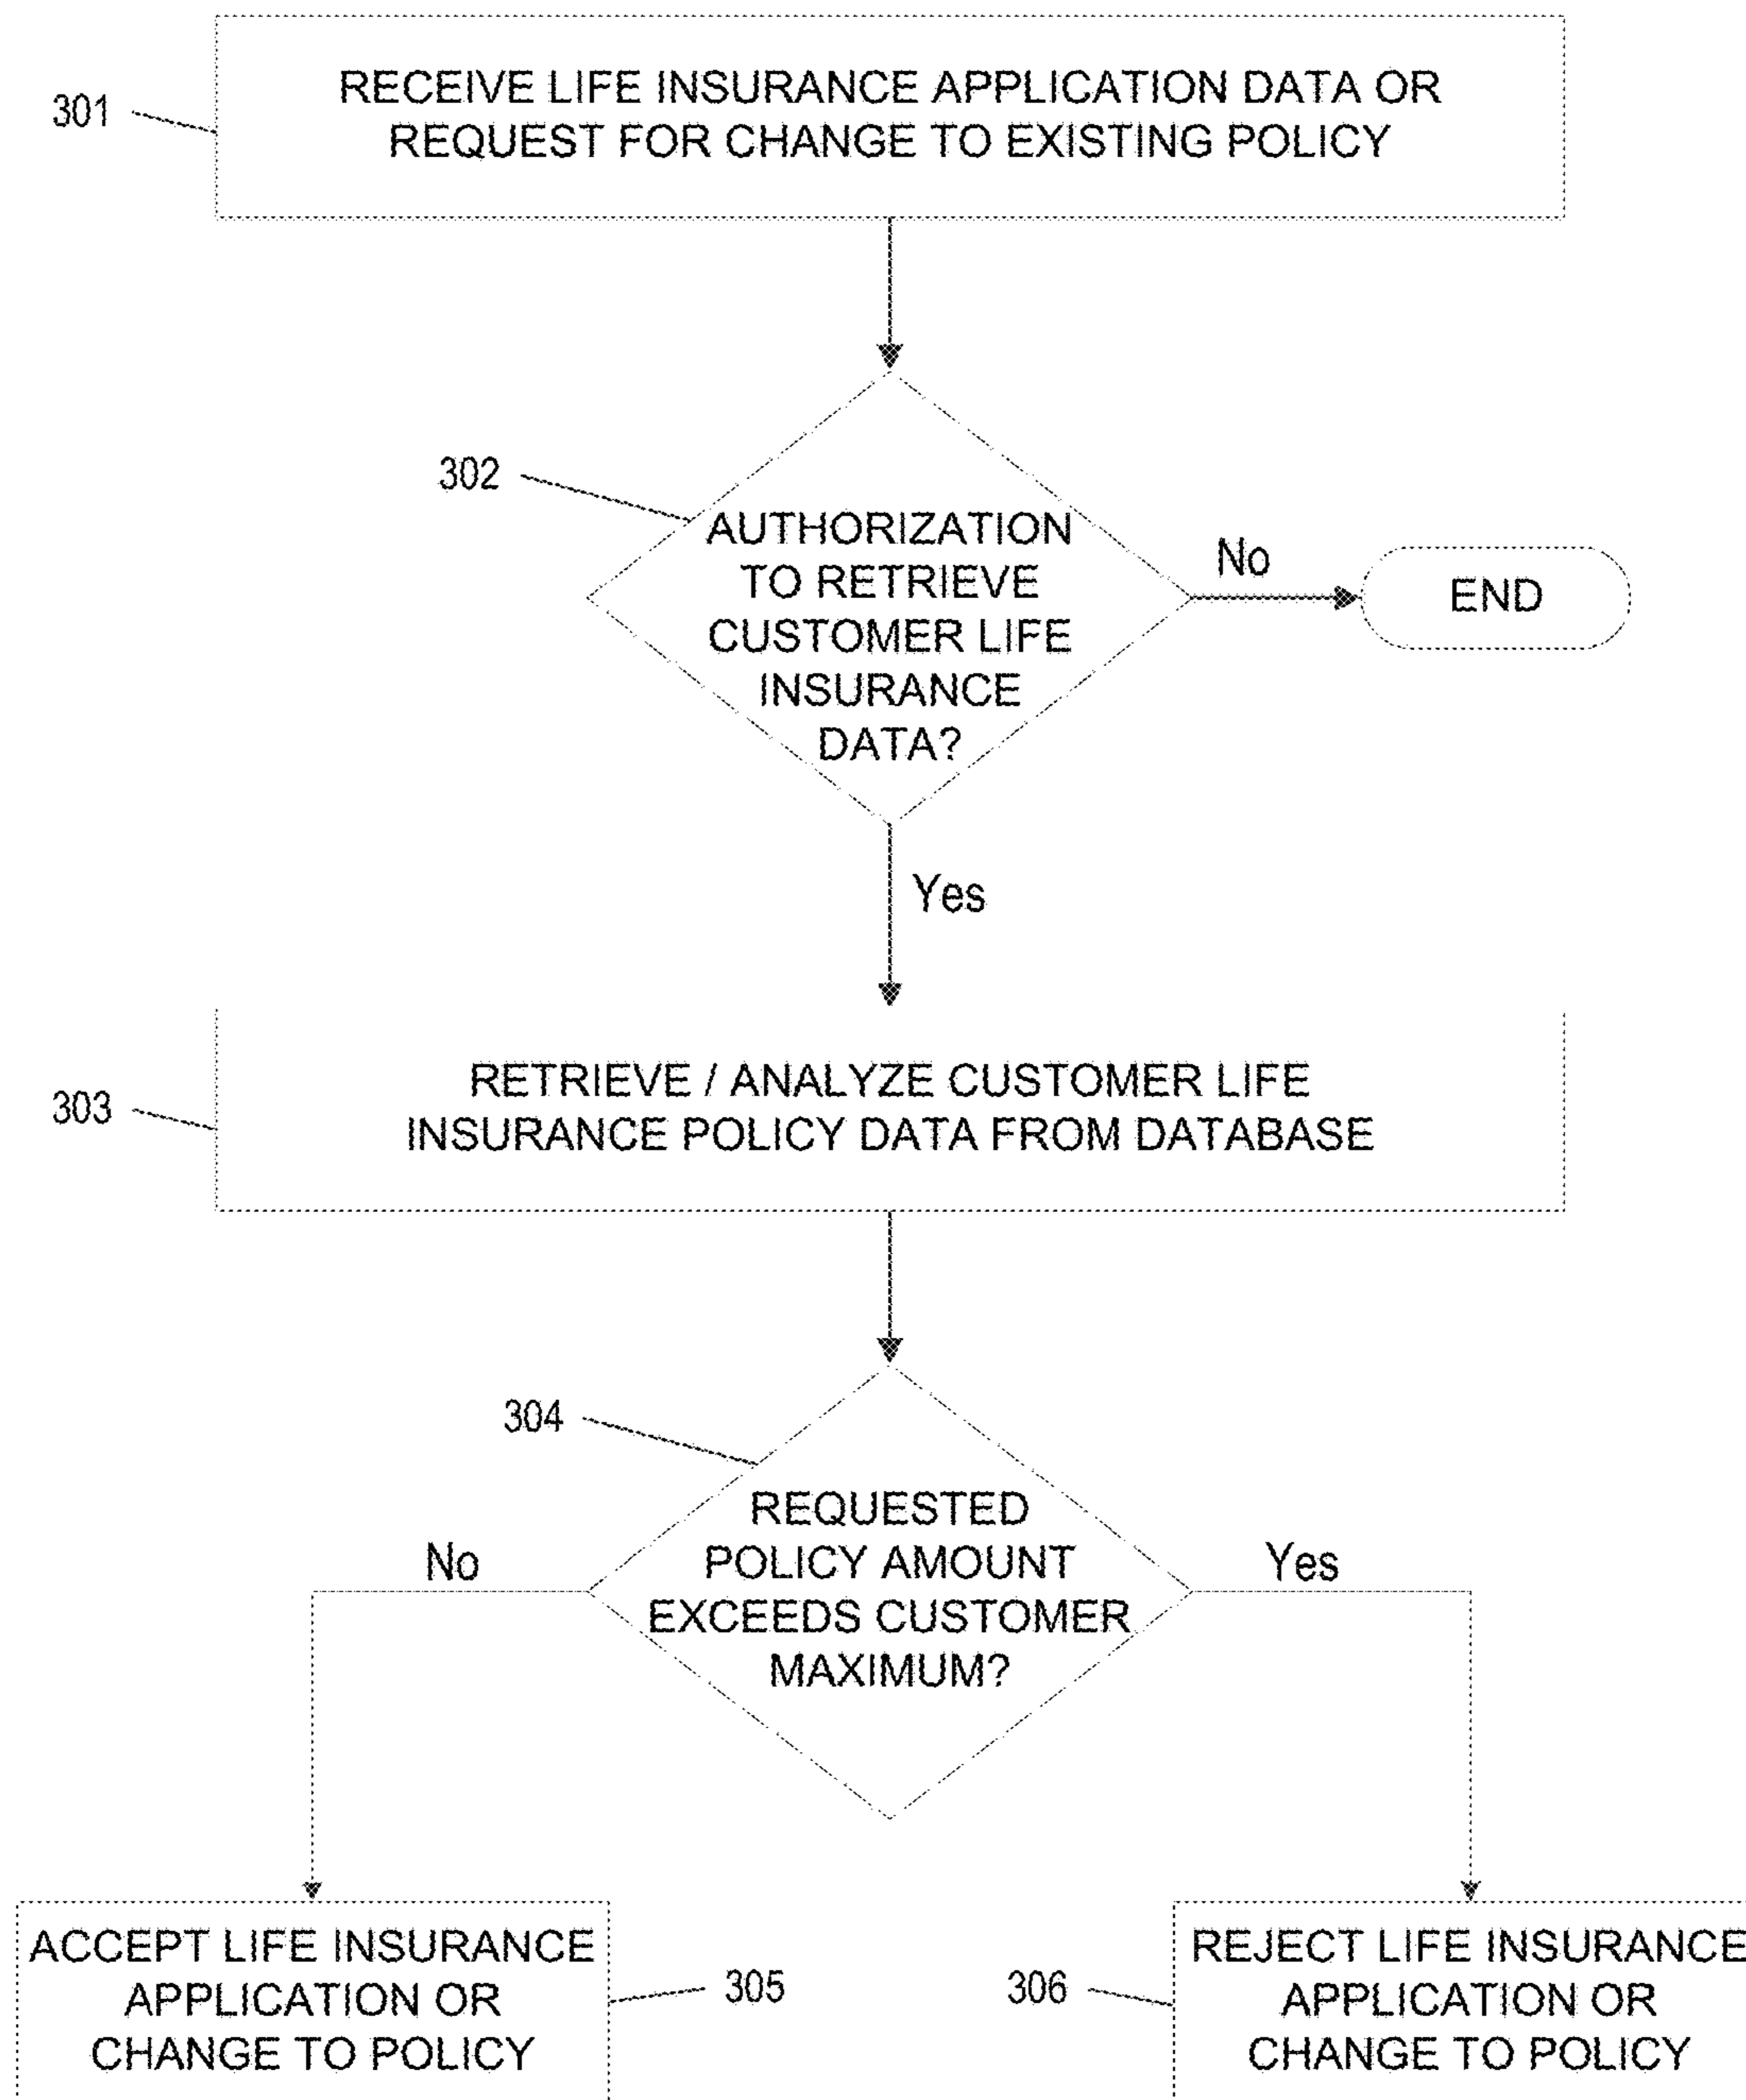 RECEIVE LIFE INSURANCE APPLICATION DATA OR
REQUEST FOR CHANGE TO EXISTING POLICY
301
302
AUTHORIZATION
TO RETRIEVE
CUSTOMER LIFE
INSURANCE
DATA?
No
END
Yes
RETRIEVE / ANALYZE CUSTOMER LIFE
INSURANCE POLICY DATA FROM DATABASE
303
304
REQUESTED
POLICY AMOUNT
EXCEEDS CUSTOMER
MAXIMUM?
No
Yes
ACCEPT LIFE INSURANCE
APPLICATION OR
CHANGE TO POLICY
305
306
REJECT LIFE INSURANCE
APPLICATION OR
CHANGE TO POLICY